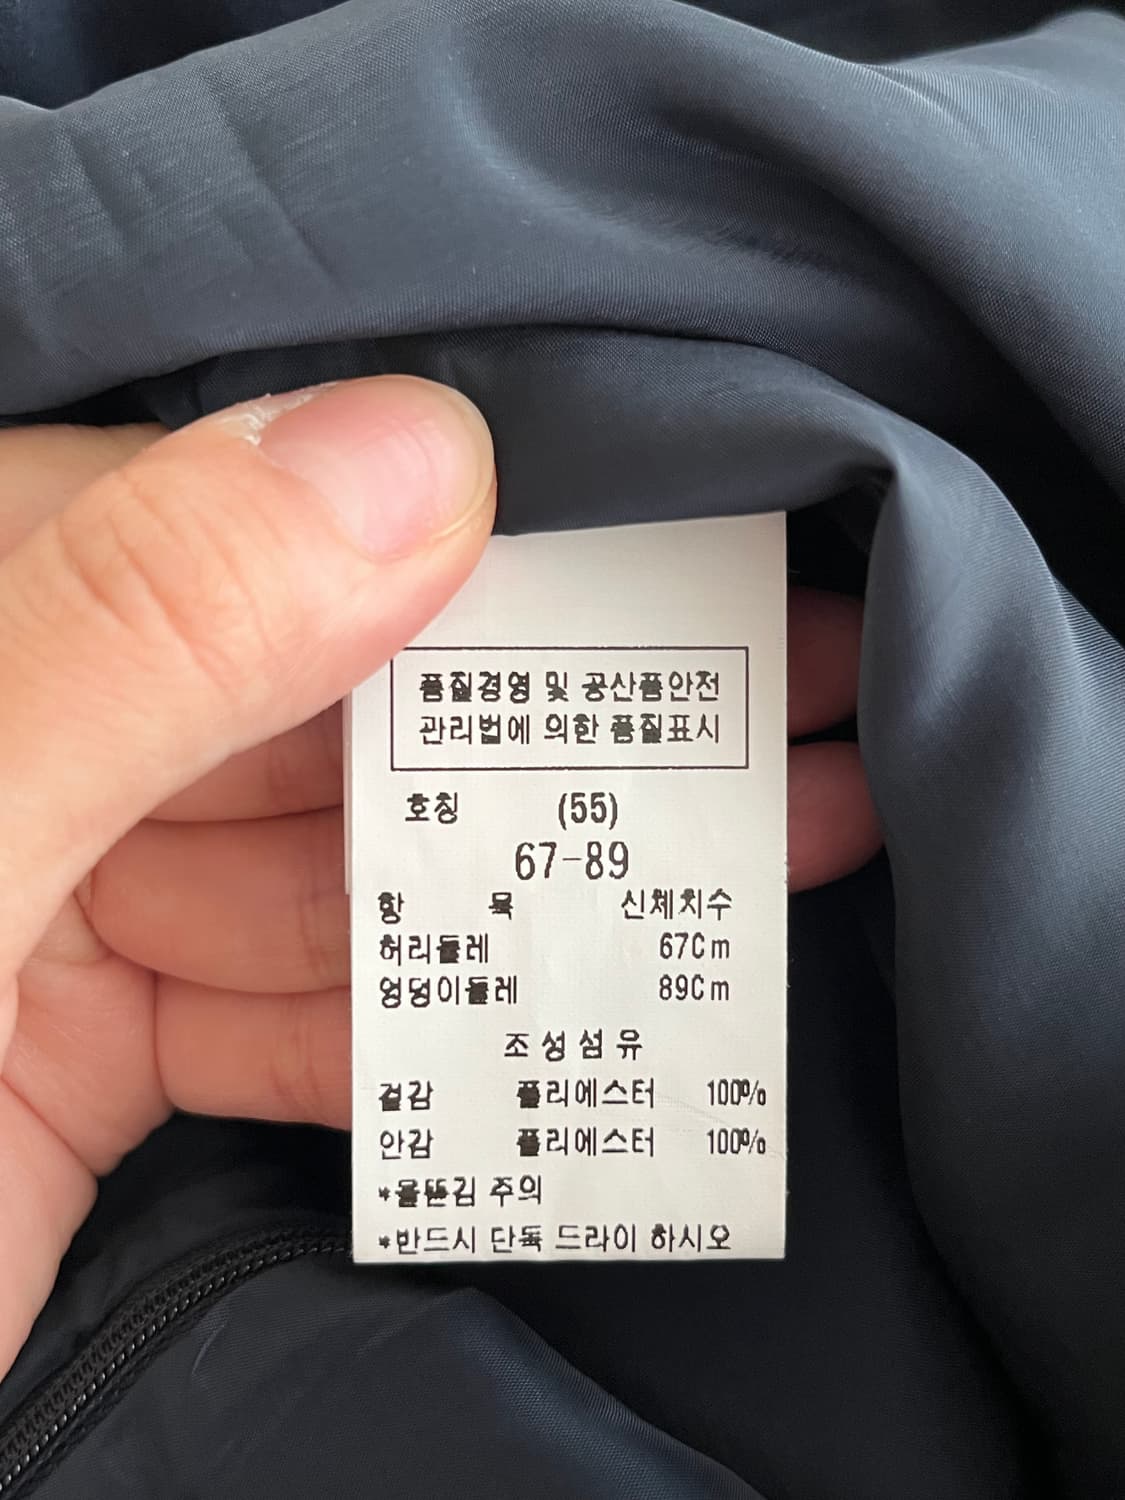 품질경영 및 공산품안전
관리법에 의한 품질표시
호칭 (55)
67-89
항 목 신체치수
허리둘레 67Cm
엉덩이둘레 89Cm
조성섬유
겉감 폴리에스터 100%
안감 폴리에스터 100%
*올뜯김 주의
*반드시 단독 드라이 하시오